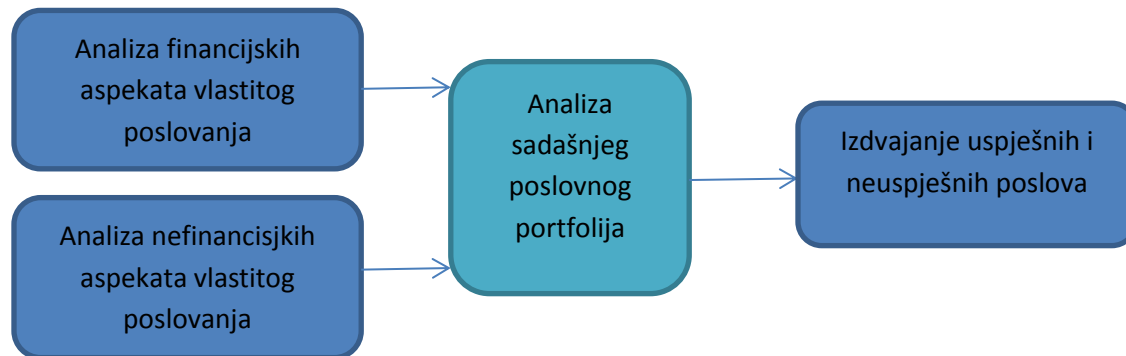 Analiza financijskih
aspekata vlastitog
poslovanja
Analiza nefinancisjkih
aspekata vlastitog
poslovanja
Analiza
sadašnjeg
poslovnog
portfolija
Izdvajanje uspješnih i
neuspješnih poslova